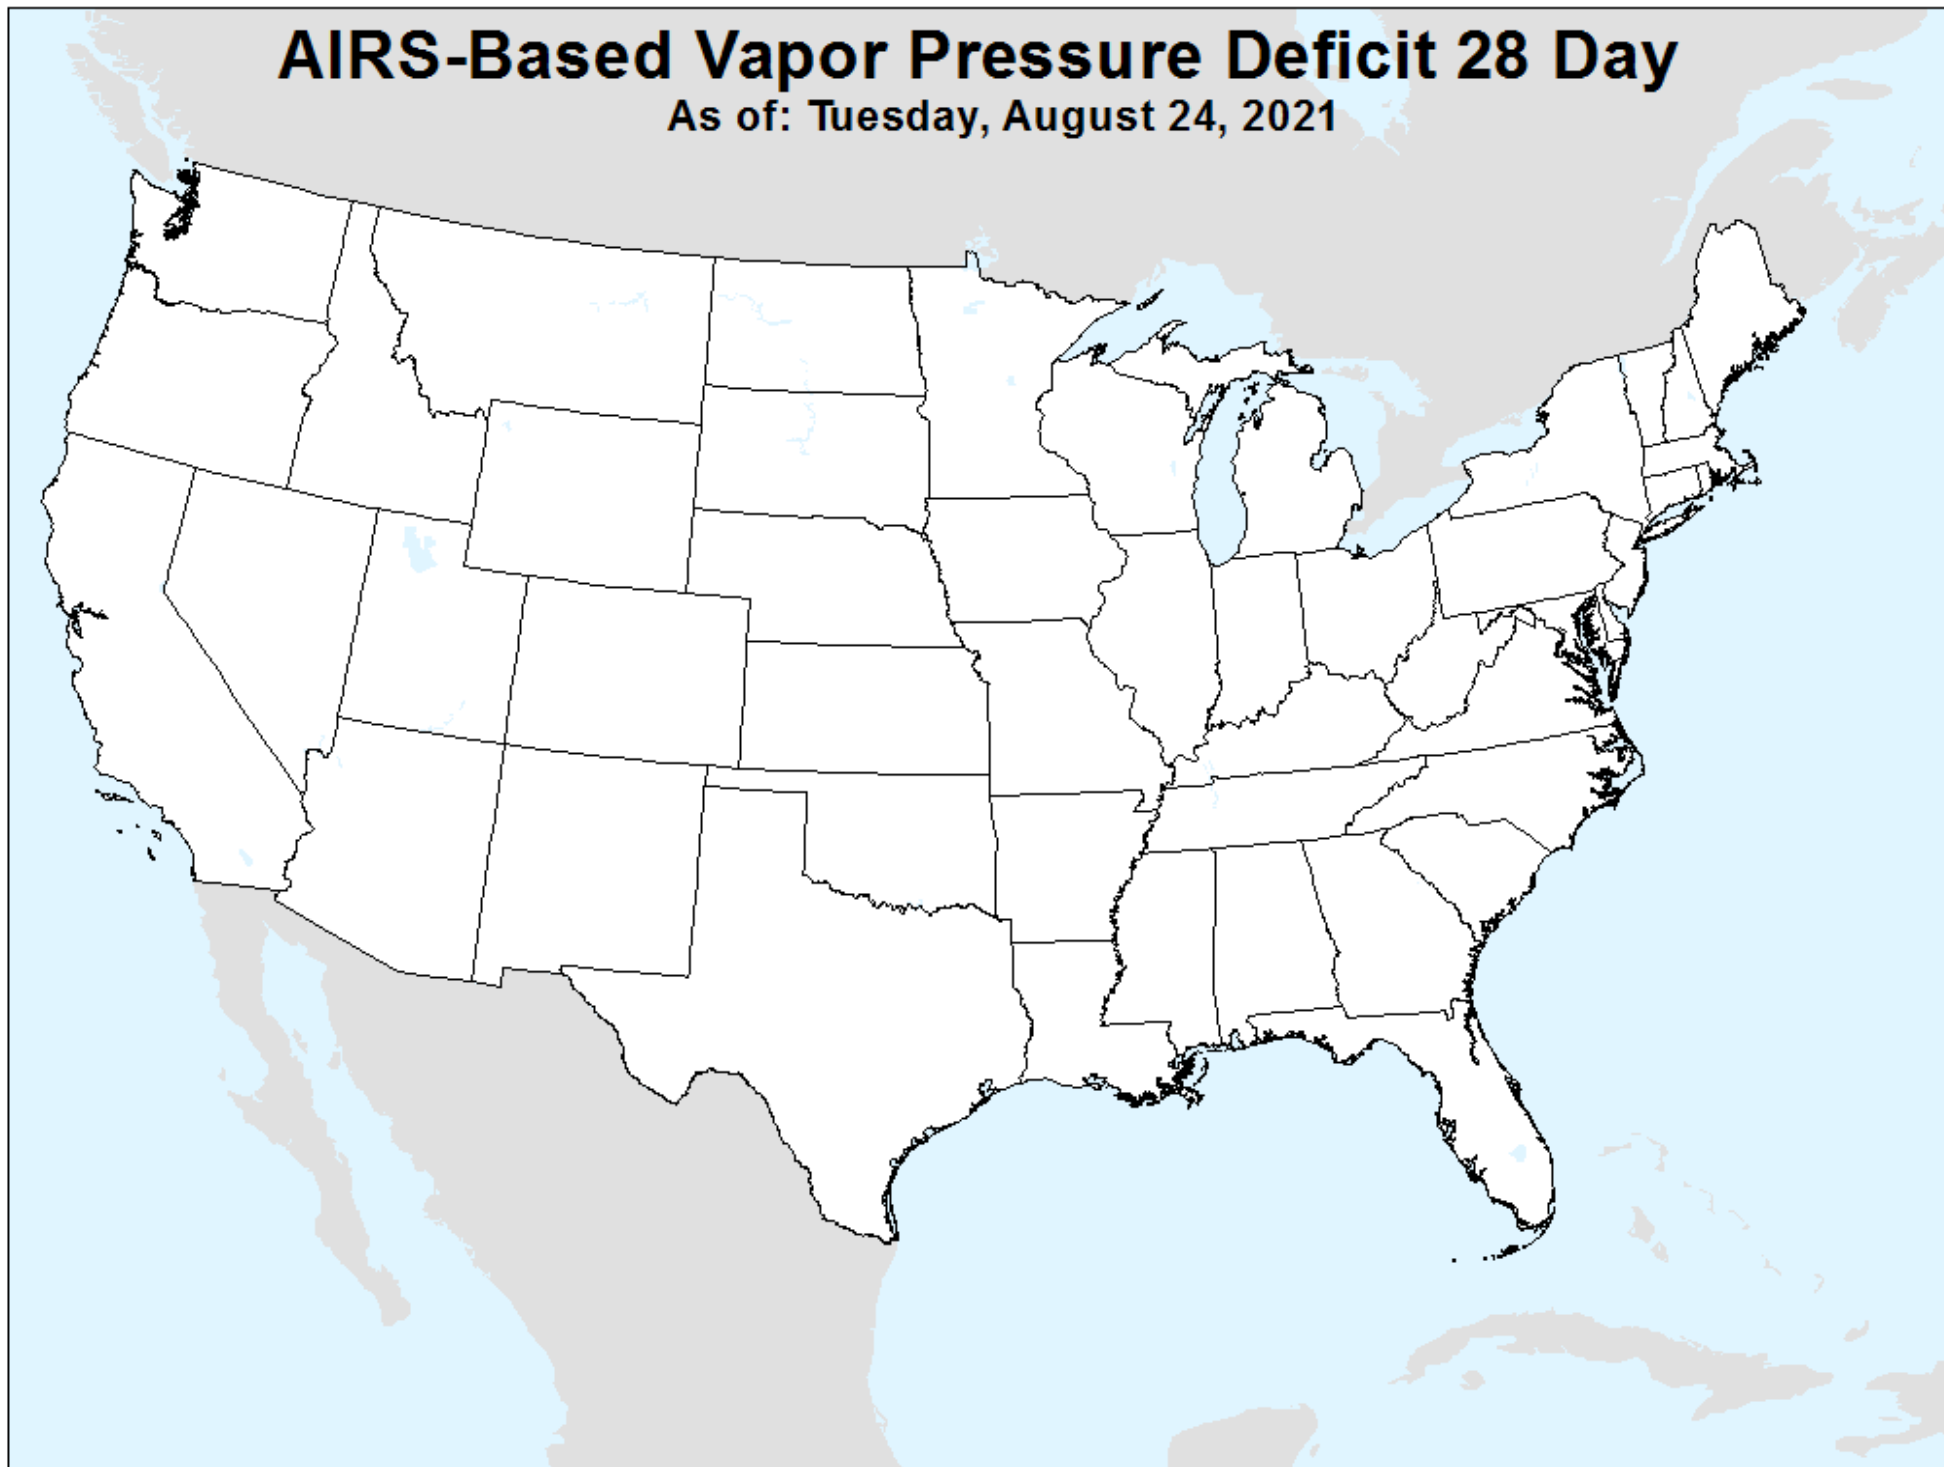 AIRS-Based Vapor Pressure Deficit 28 Day
As of: Tuesday, August 24, 2021